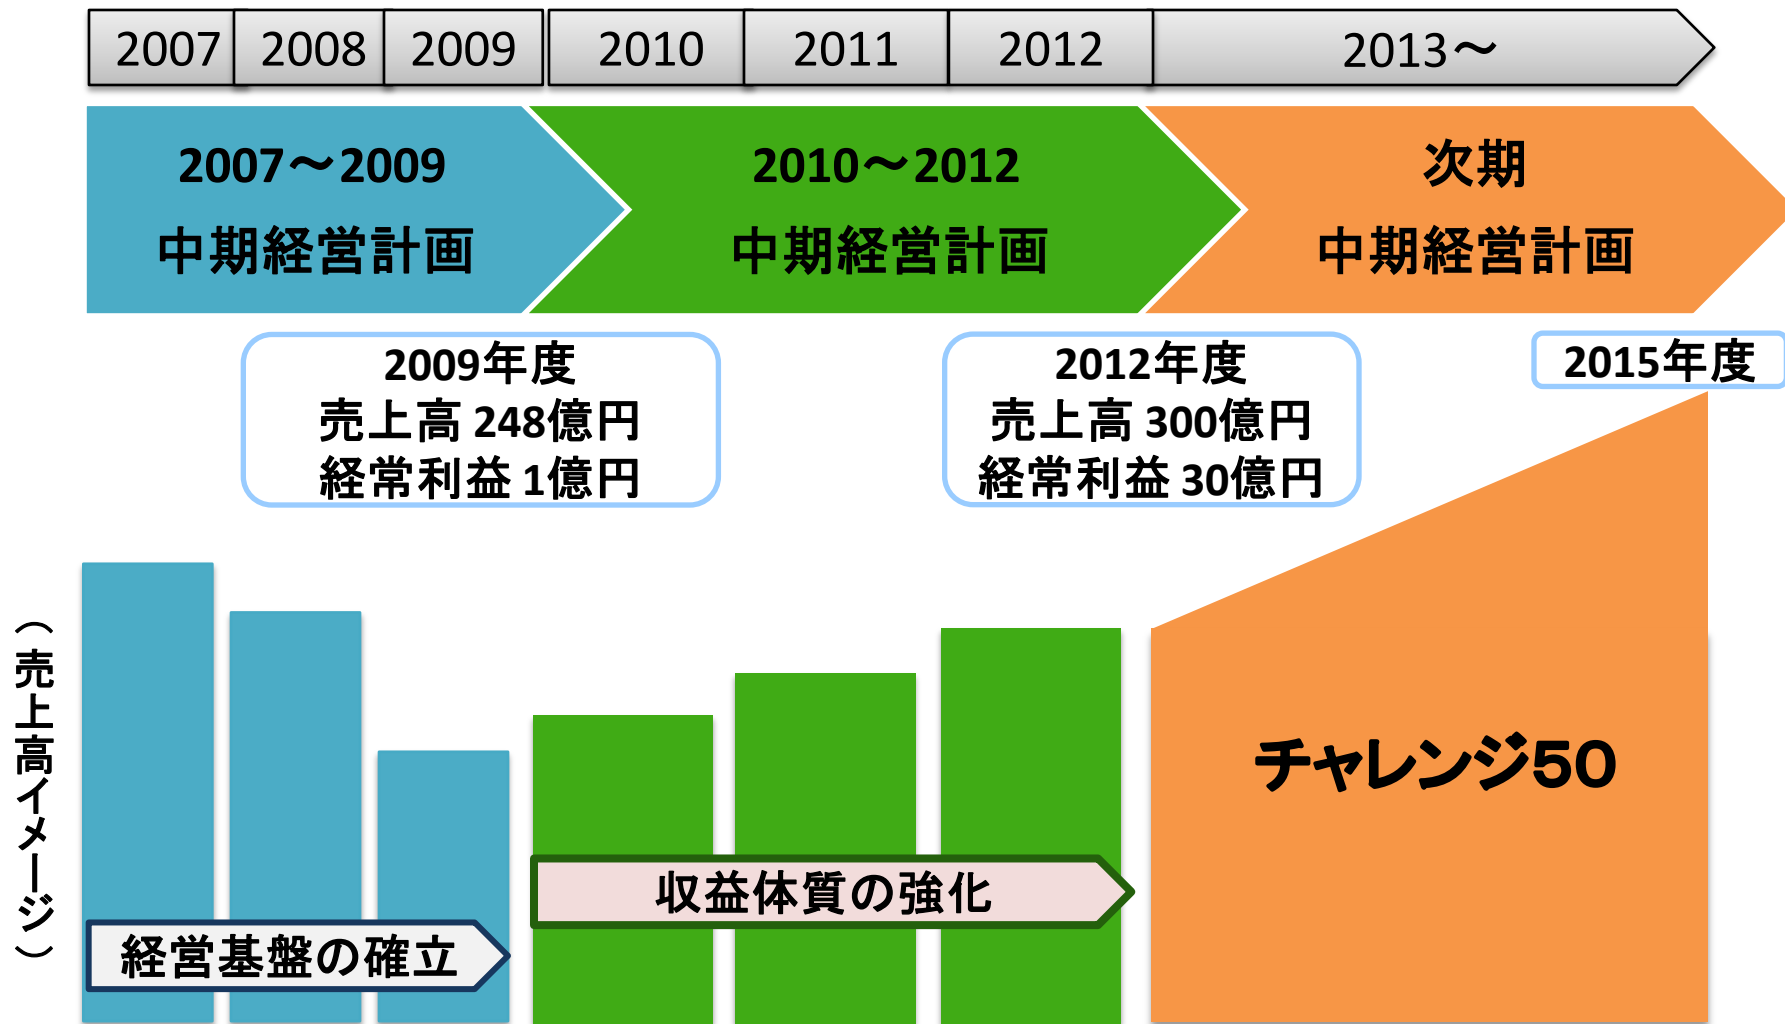 2007
2008
2009
2010
2011
2012
2013～
2007～2009
中期経営計画
2010～2012
中期経営計画
次期
中期経営計画
2009年度
売上高 248億円
経常利益 1億円
2012年度
売上高 300億円
経常利益 30億円
2015年度
（売上高イメージ）
チャレンジ50
収益体質の強化
経営基盤の確立